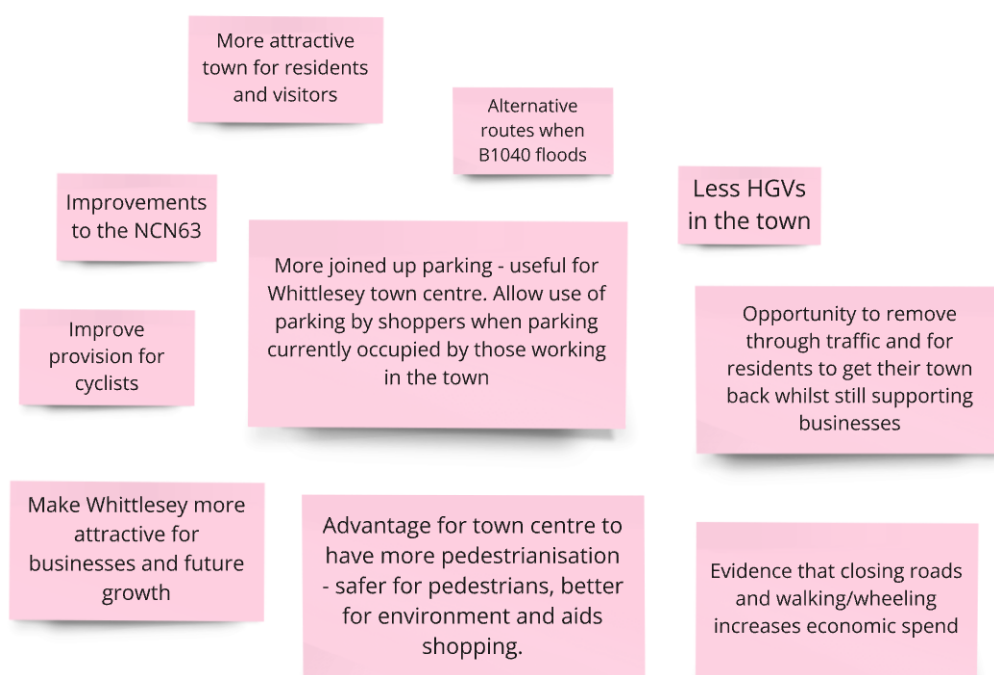 More attractive
town for residents
and visitors
Alternative
routes when
B1040 floods
Less HGVs
in the town
Improvements
to the NCN63
More joined up parking - useful for
Whittlesey town centre. Allow use of
parking by shoppers when parking
currently occupied by those working
in the town
Opportunity to remove
through traffic and for
residents to get their town
back whilst still supporting
businesses
Improve
provision for
cyclists
Make Whittlesey more
attractive for
businesses and future
growth
Advantage for town centre to
have more pedestrianisation
- safer for pedestrians, better
for environment and aids
shopping.
Evidence that closing roads
and walking/wheeling
increases economic spend